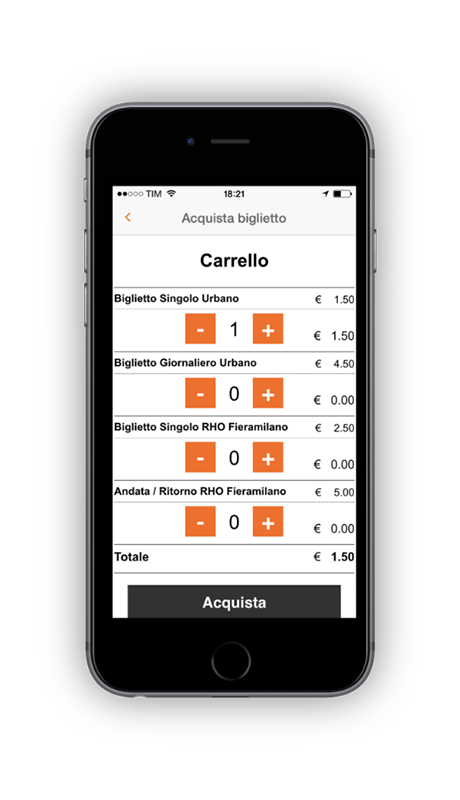 TIM 18:21
Acquista biglietto
Carrello
Biglietto Singolo Urbano € 1.50
- 1 + € 1.50
Biglietto Giornaliero Urbano € 4.50
- 0 + € 0.00
Biglietto Singolo RHO Fieramilano € 2.50
- 0 + € 0.00
Andata / Ritorno RHO Fieramilano € 5.00
- 0 + € 0.00
Totale € 1.50
Acquista